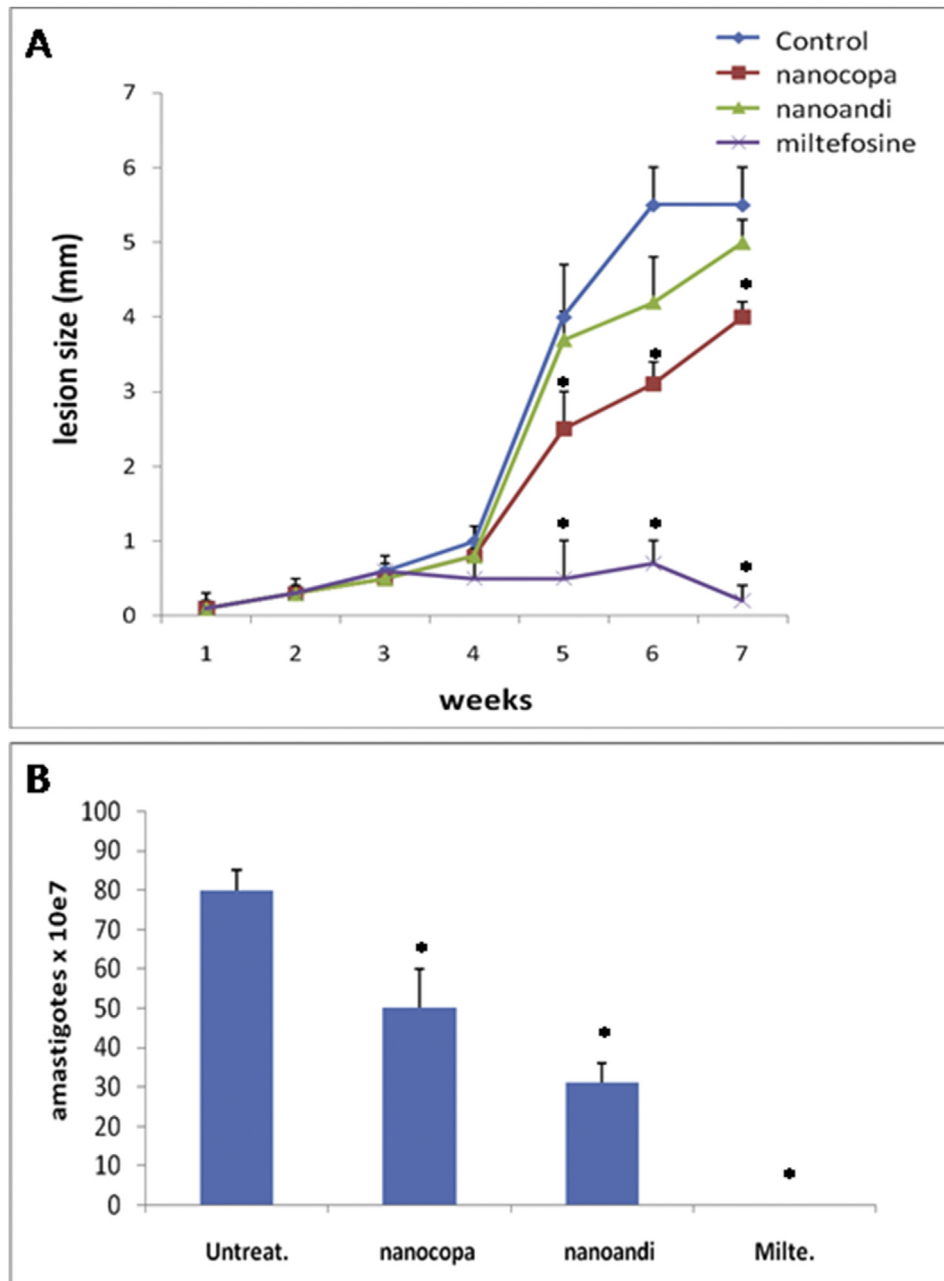 A
Control
nanocopa
nanoandi
miltefosine
7
6
5
4
3
2
1
0
lesion size (mm)
1 2 3 4 5 6 7
weeks
B
100
90
80
70
60
50
40
30
20
10
0
amastigotes x 10e7
Untreat. nanocopa nanoandi Milte.